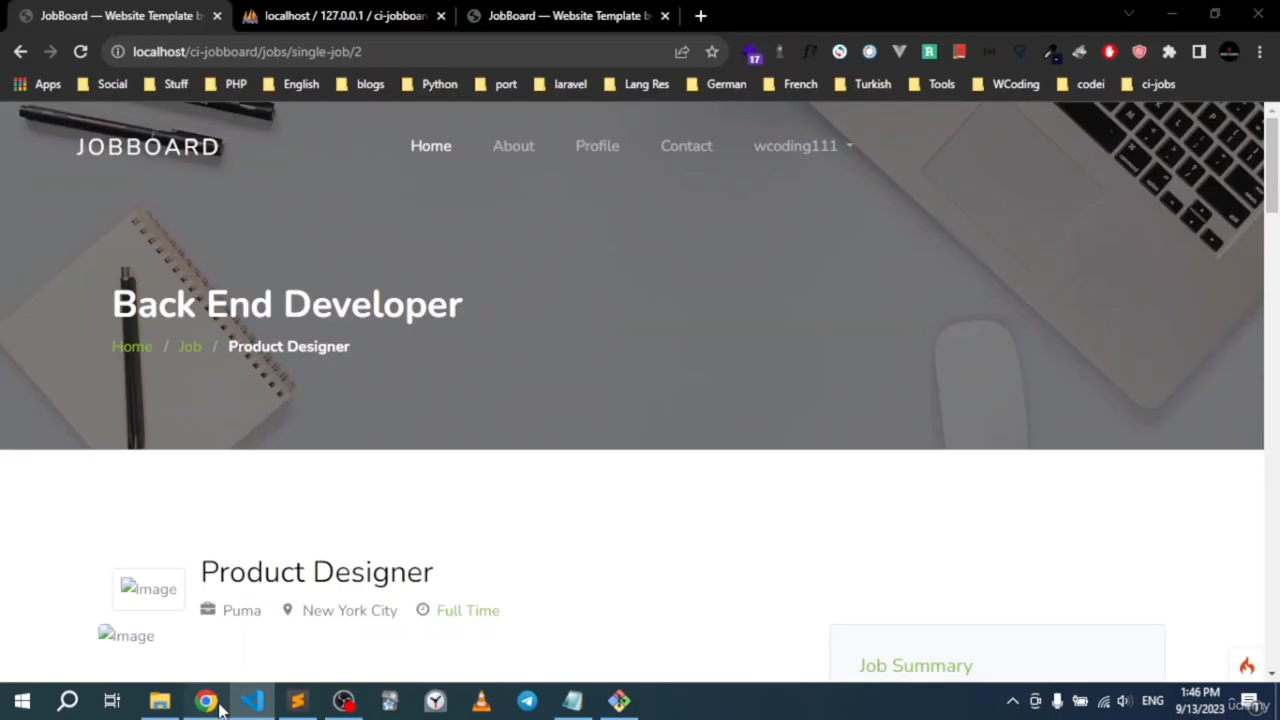 JobBoard — Website Template b
localhost / 127.0.0.1 / ci-jobboar
JobBoard — Website Template b
localhost/ci-jobboard/jobs/single-job/2
17
Apps
Social
Stuff
PHP
English
blogs
Python
port
laravel
Lang Res
German
French
Turkish
Tools
WCoding
codei
ci-jobs
JOBBOARD
Home
About
Profile
Contact
wcoding111
Back End Developer
Home / Job / Product Designer
Image
Product Designer
Puma New York City Full Time
Image
Job Summary
ENG
1:46 PM
9/13/2023
udemy